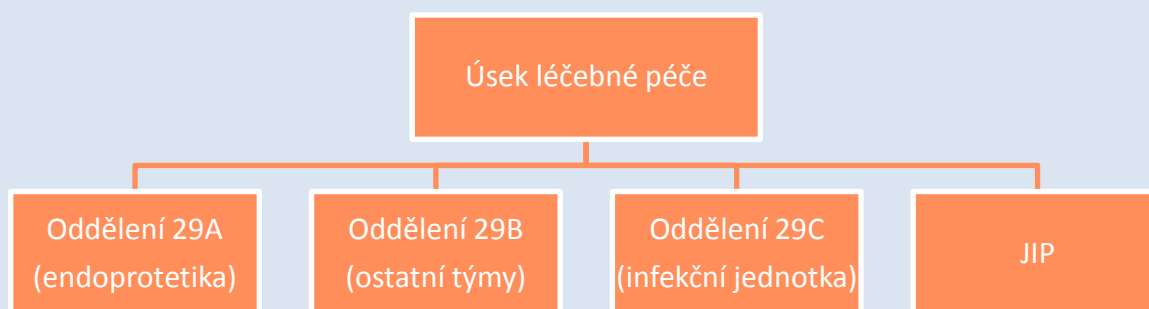 Úsek léčebné péče
Oddělení 29A
(endoprotetika)
Oddělení 29B
(ostatní týmy)
Oddělení 29C
(infekční jednotka)
JIP